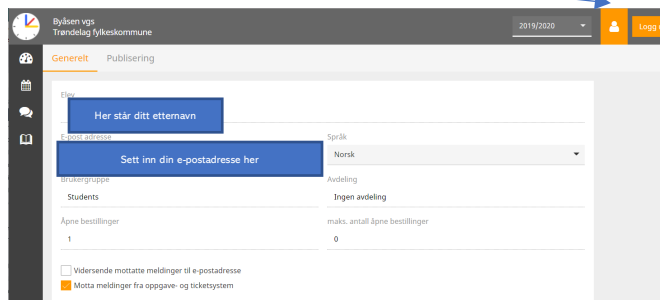 Byåsen vgs
Trøndelag fylkeskommune
2019/2020
Logg
Generelt Publisering
Elev
Her står ditt etternavn
E-post adresse
Språk
Sett inn din e-postadresse her
Norsk
Brukergruppe
Avdeling
Students
Ingen avdeling
Åpne bestillinger
maks. antall åpne bestillinger
1
0
Vidersende mottatte meldinger til e-postadresse
Motta meldinger fra oppgave- og ticketsystem